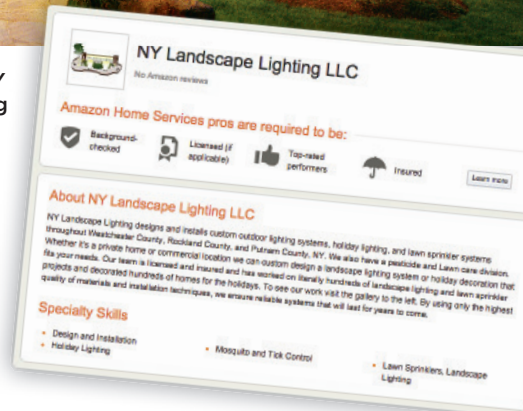 NY Landscape Lighting LLC
No Amazon reviews
Amazon Home Services pros are required to be:
Background-
checked
Licensed (if
applicable)
Top-rated
performers
Insured
Learn more
About NY Landscape Lighting LLC
NY Landscape Lighting designs and installs custom outdoor lighting systems, holiday lighting, and lawn sprinkler systems
throughout Westchester County, Rockland County, and Putnam County, NY. We also have a pesticide and Lawn care division.
Whether it's a private home or commercial location we can custom design a landscape lighting system or holiday decoration that
fits your needs. Our team is licensed and insured and has worked on literally hundreds of landscape lighting and lawn sprinkler
projects and decorated hundreds of homes for the holidays. To see our work visit the gallery to the left. By using only the highest
quality of materials and installation techniques, we ensure reliable systems that will last for years to come.
Specialty Skills
• Design and Installation
• Holiday Lighting
• Mosquito and Tick Control
• Lawn Sprinklers, Landscape
Lighting